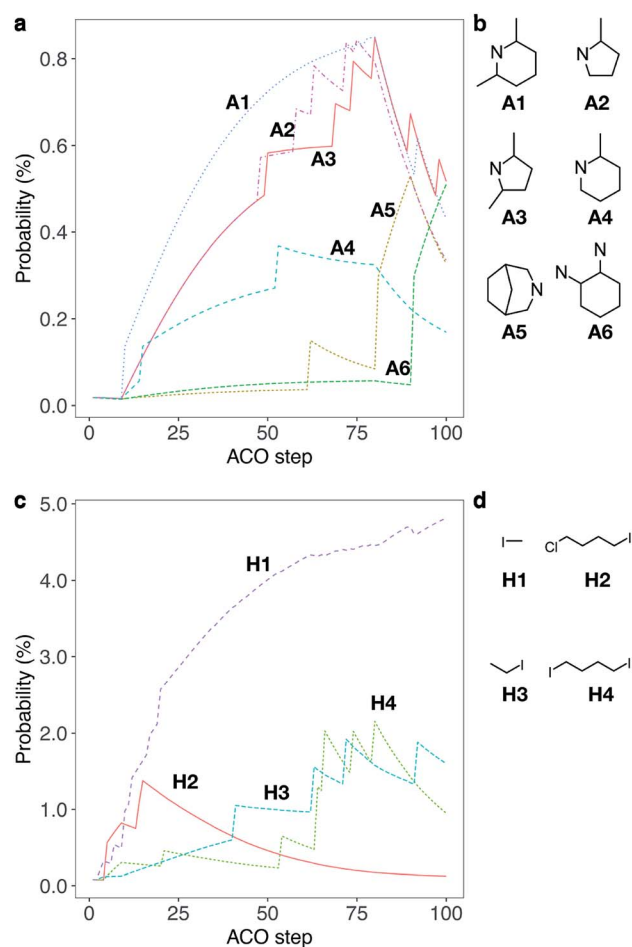 a
0.8
0.6
0.4
0.2
0.0
Probability (%)
A1
A2
A3
A4
A5
A6
0 25 50 75 100
ACO step
b
N
A1
N
A2
N
A3
N
A4
N
A5
N
N
A6
c
5.0
4.0
3.0
2.0
1.0
0.0
Probability (%)
H1
H2
H3
H4
0 25 50 75 100
ACO step
d
I
H1
Cl I
H2
I
H3
I I
H4